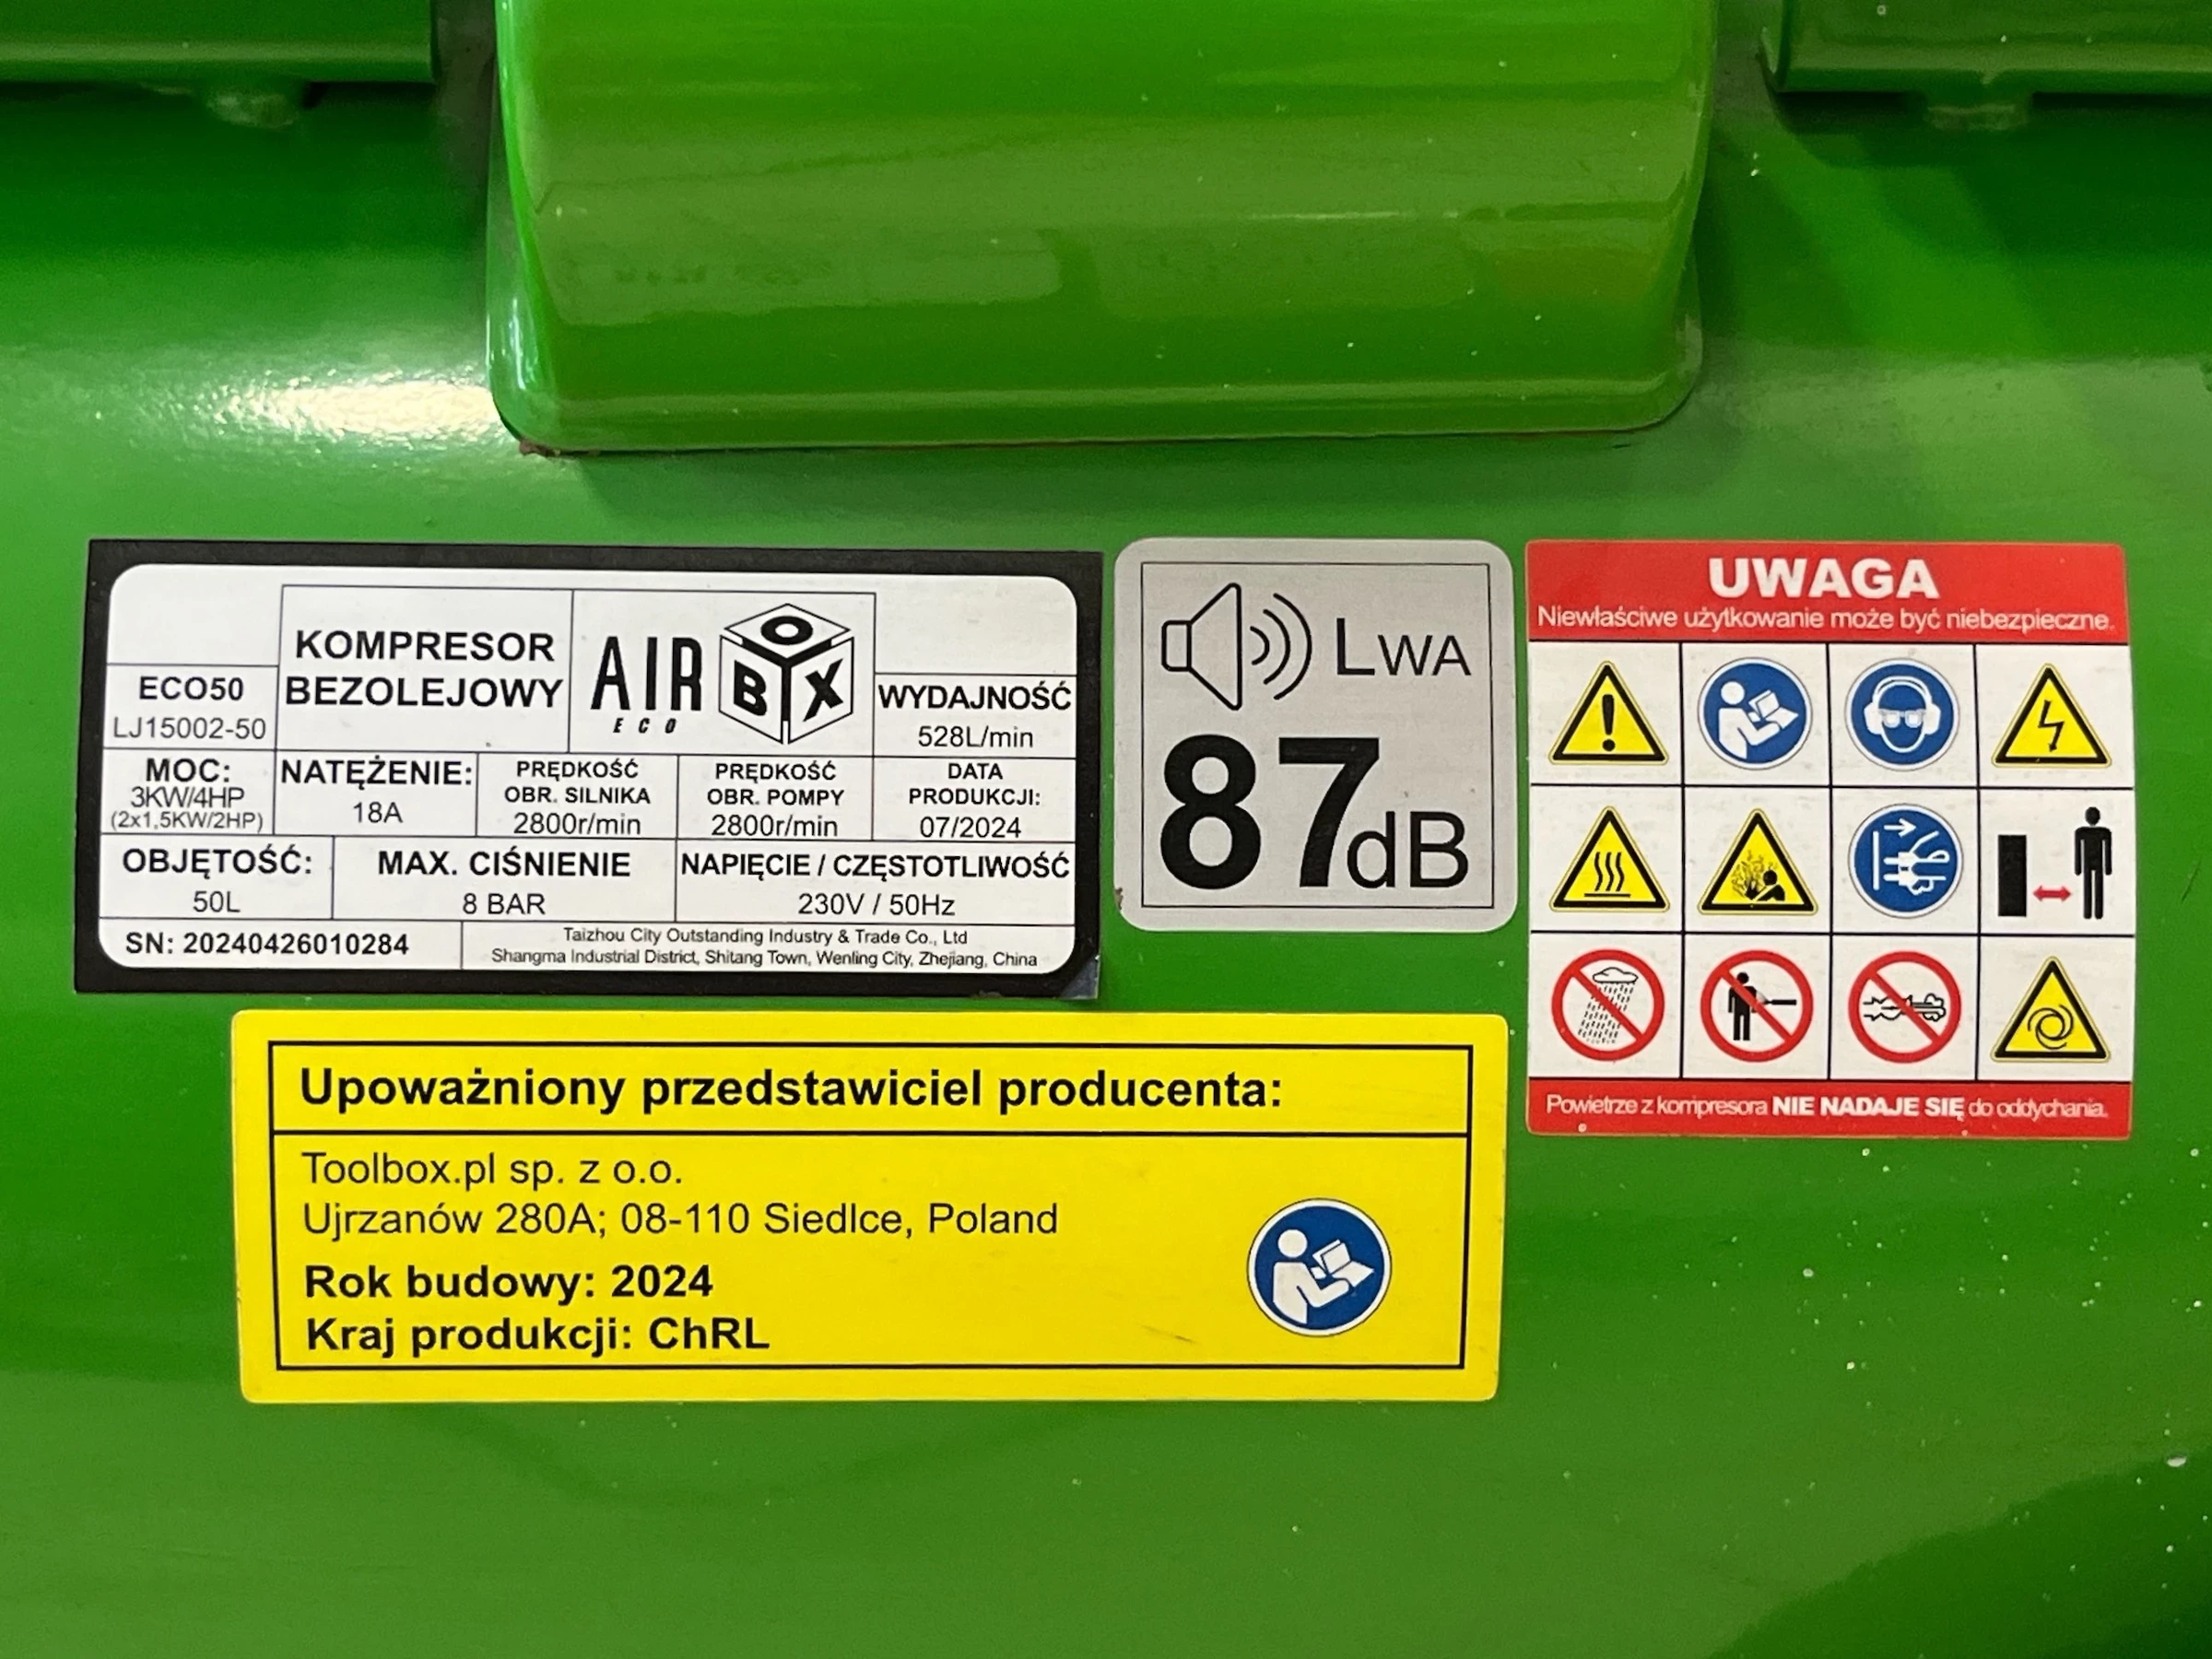 KOMPRESOR
BEZOLEJOWY
AIR BOX
ECO
ECO50
LJ15002-50
WYDAJNOŚĆ
528L/min
MOC:
3KW/4HP
(2x1,5KW/2HP)
NATĘŻENIE:
18A
PRĘDKOŚĆ
OBR. SILNIKA
2800r/min
PRĘDKOŚĆ
OBR. POMPY
2800r/min
DATA
PRODUKCJI:
07/2024
OBJĘTOŚĆ:
50L
MAX. CIŚNIENIE
8 BAR
NAPIĘCIE / CZĘSTOTLIWOŚĆ
230V / 50Hz
SN: 20240426010284
Taizhou City Outstanding Industry & Trade Co., Ltd
Shangma Industrial District, Shitang Town, Wenling City, Zhejiang, China
LWA
87dB
UWAGA
Niewłaściwe użytkowanie może być niebezpieczne.
Powietrze z kompresora NIE NADAJE SIĘ do oddychania.
Upoważniony przedstawiciel producenta:
Toolbox.pl sp. z o.o.
Ujrzanów 280A; 08-110 Siedlce, Poland
Rok budowy: 2024
Kraj produkcji: ChRL